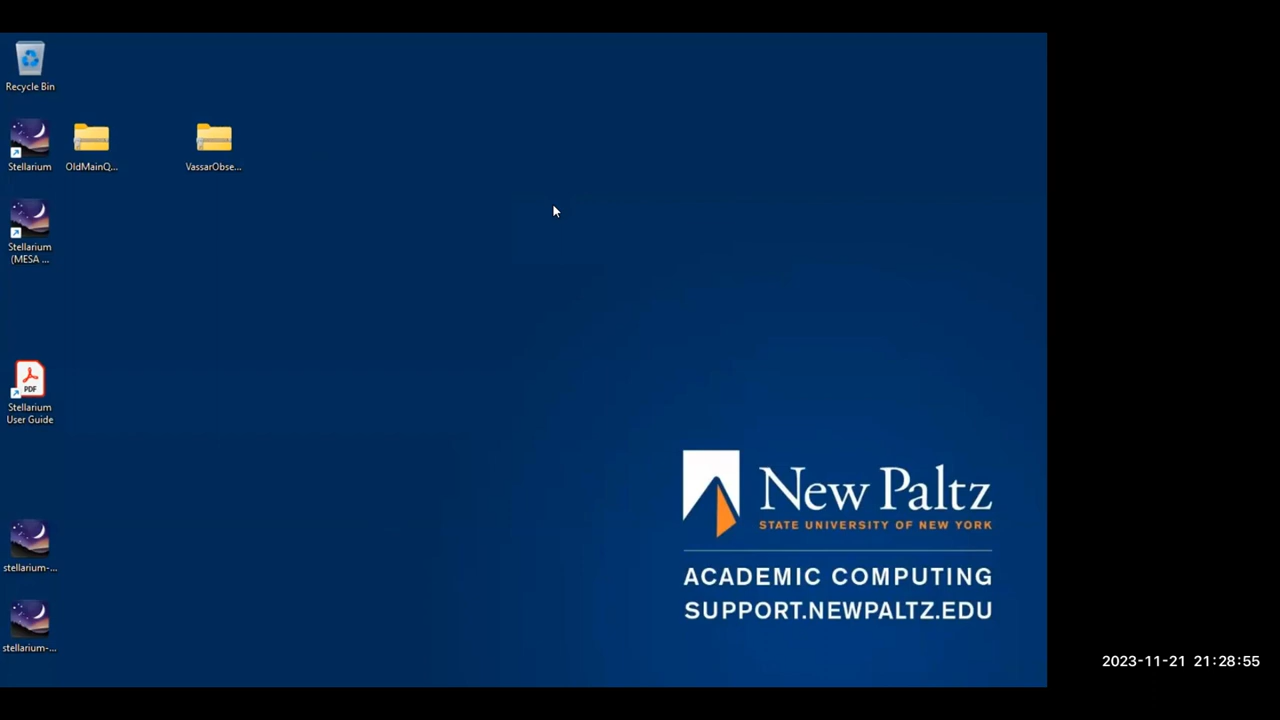 Recycle Bin
Stellarium
OldMainQ...
VassarObse...
Stellarium
(MESA ...
PDF
Stellarium
User Guide
stellarium-...
stellarium-...
New Paltz
STATE UNIVERSITY OF NEW YORK
ACADEMIC COMPUTING
SUPPORT.NEWPALTZ.EDU
2023-11-21 21:28:55